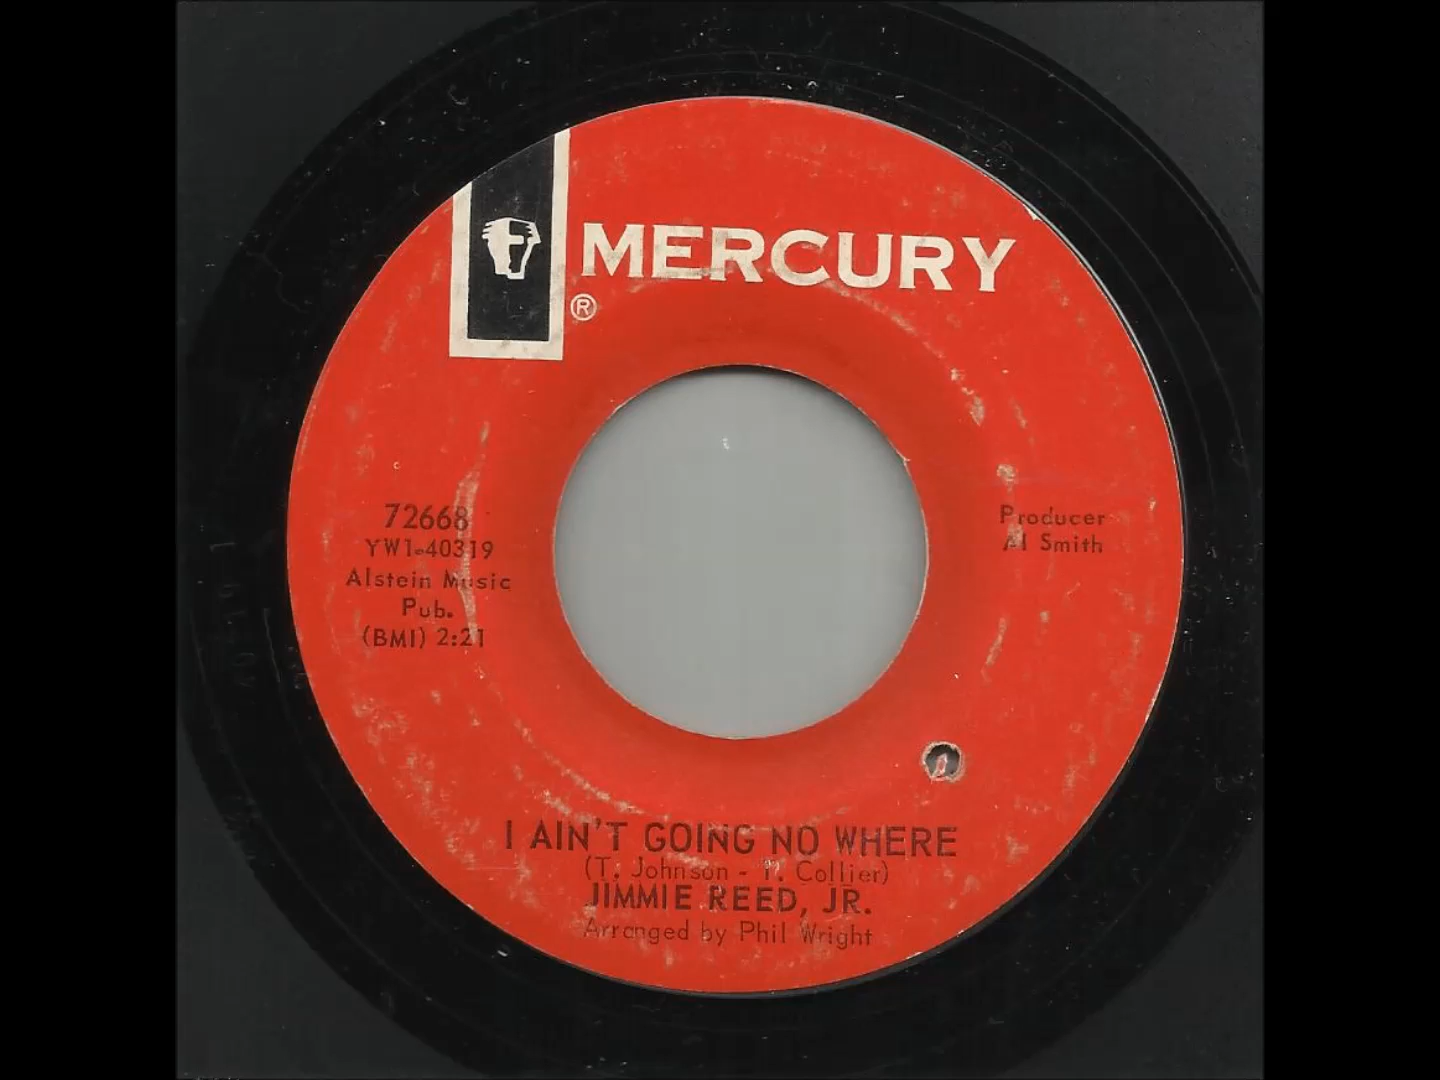 MERCURY
®
72668
YW1-40319
Alstein Music
Pub.
(BMI) 2:21
Producer
Al Smith
I AIN'T GOING NO WHERE
(T. Johnson - Collier)
JIMMIE REED, JR.
Arranged by Phil Wright